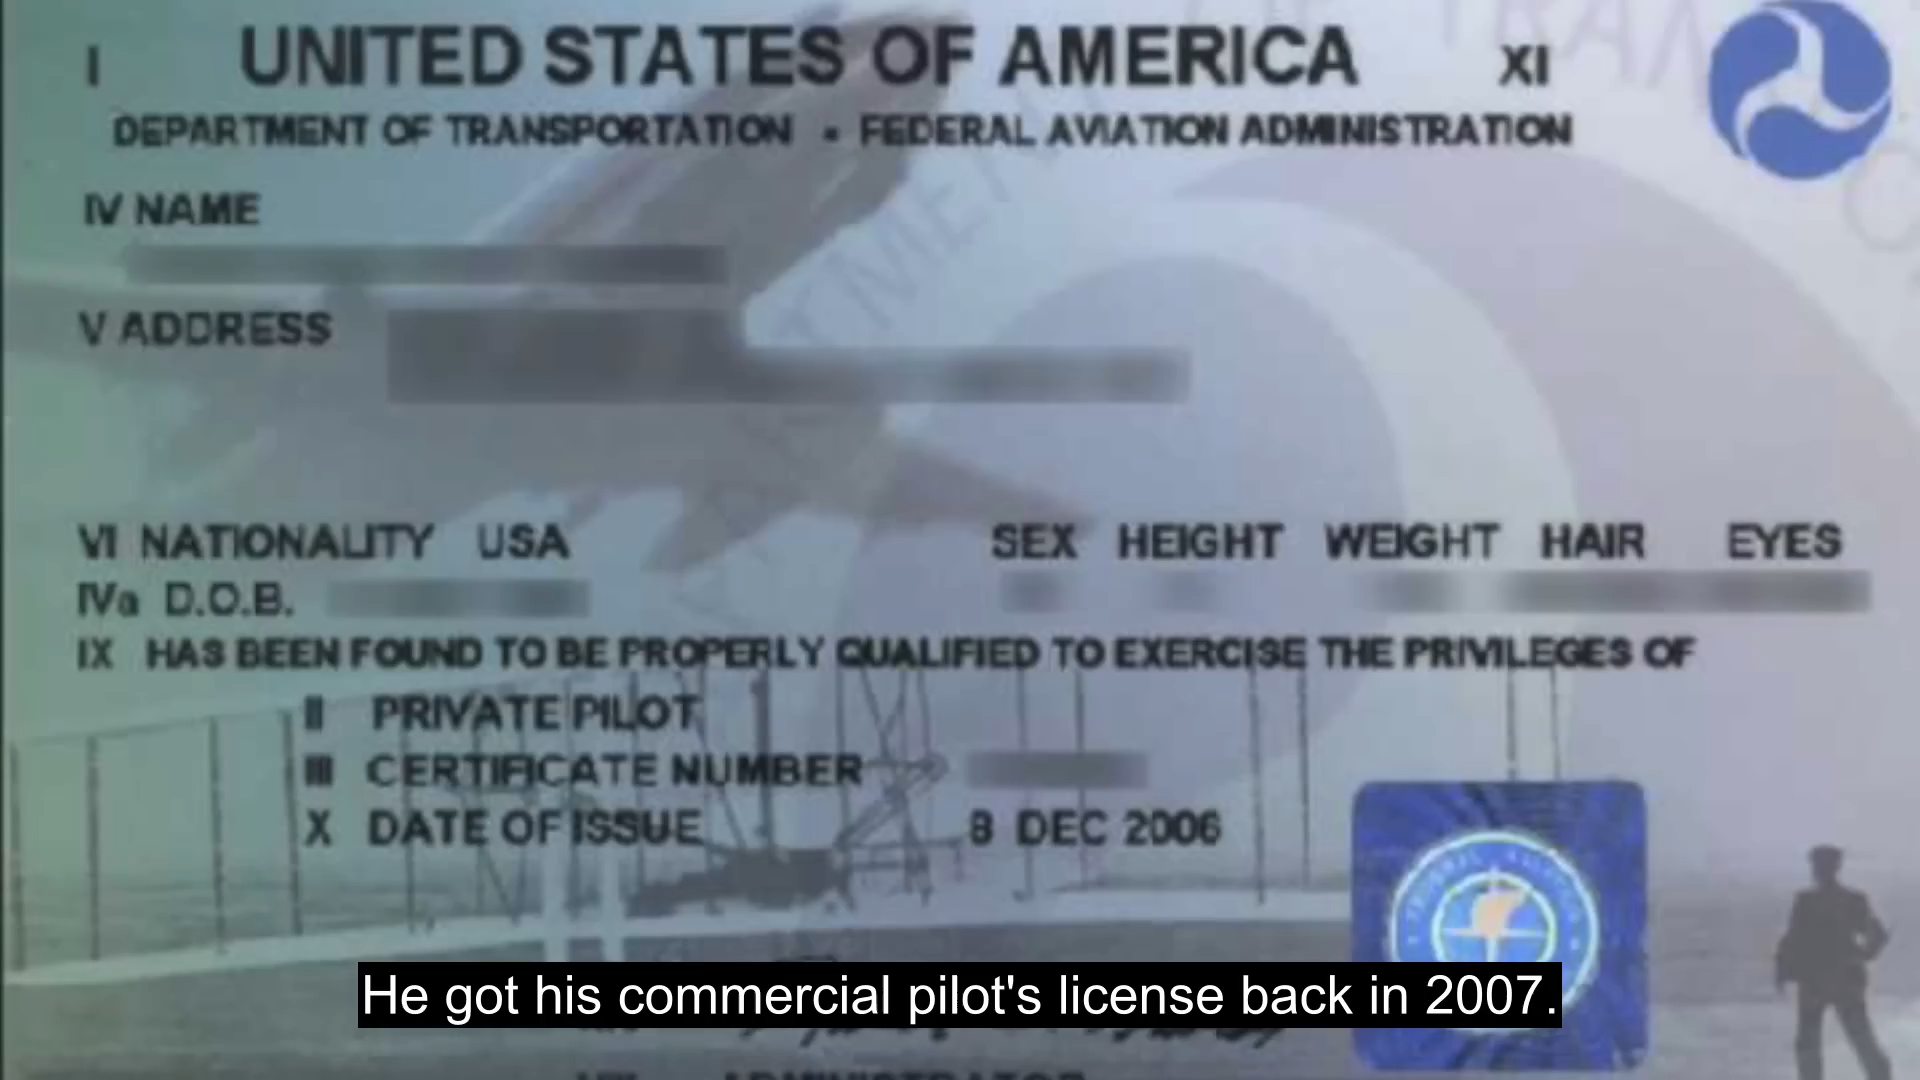 I UNITED STATES OF AMERICA XI
DEPARTMENT OF TRANSPORTATION • FEDERAL AVIATION ADMINISTRATION
IV NAME
V ADDRESS
VI NATIONALITY USA SEX HEIGHT WEIGHT HAIR EYES
IVa D.O.B.
IX HAS BEEN FOUND TO BE PROPERLY QUALIFIED TO EXERCISE THE PRIVILEGES OF
II PRIVATE PILOT
III CERTIFICATE NUMBER
X DATE OF ISSUE 8 DEC 2006
He got his commercial pilot's license back in 2007.
ADMINISTRATOR